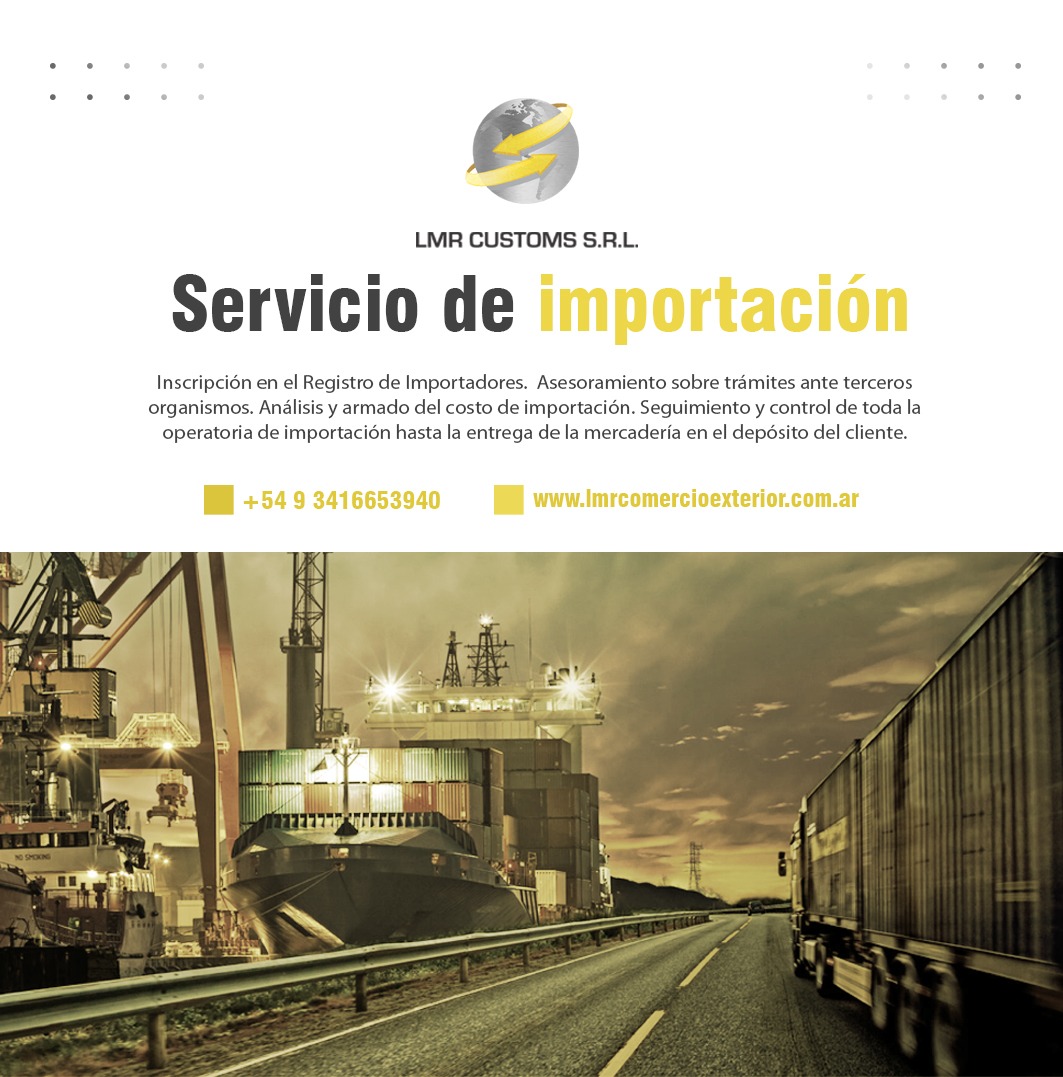 LMR CUSTOMS S.R.L.
Servicio de importación
Inscripción en el Registro de Importadores.  Asesoramiento sobre trámites ante terceros
organismos. Análisis y armado del costo de importación. Seguimiento y control de toda la
operatoria de importación hasta la entrega de la mercadería en el depósito del cliente.
+54 9 3416653940
www.lmrcomercioexterior.com.ar
NO SMOKING